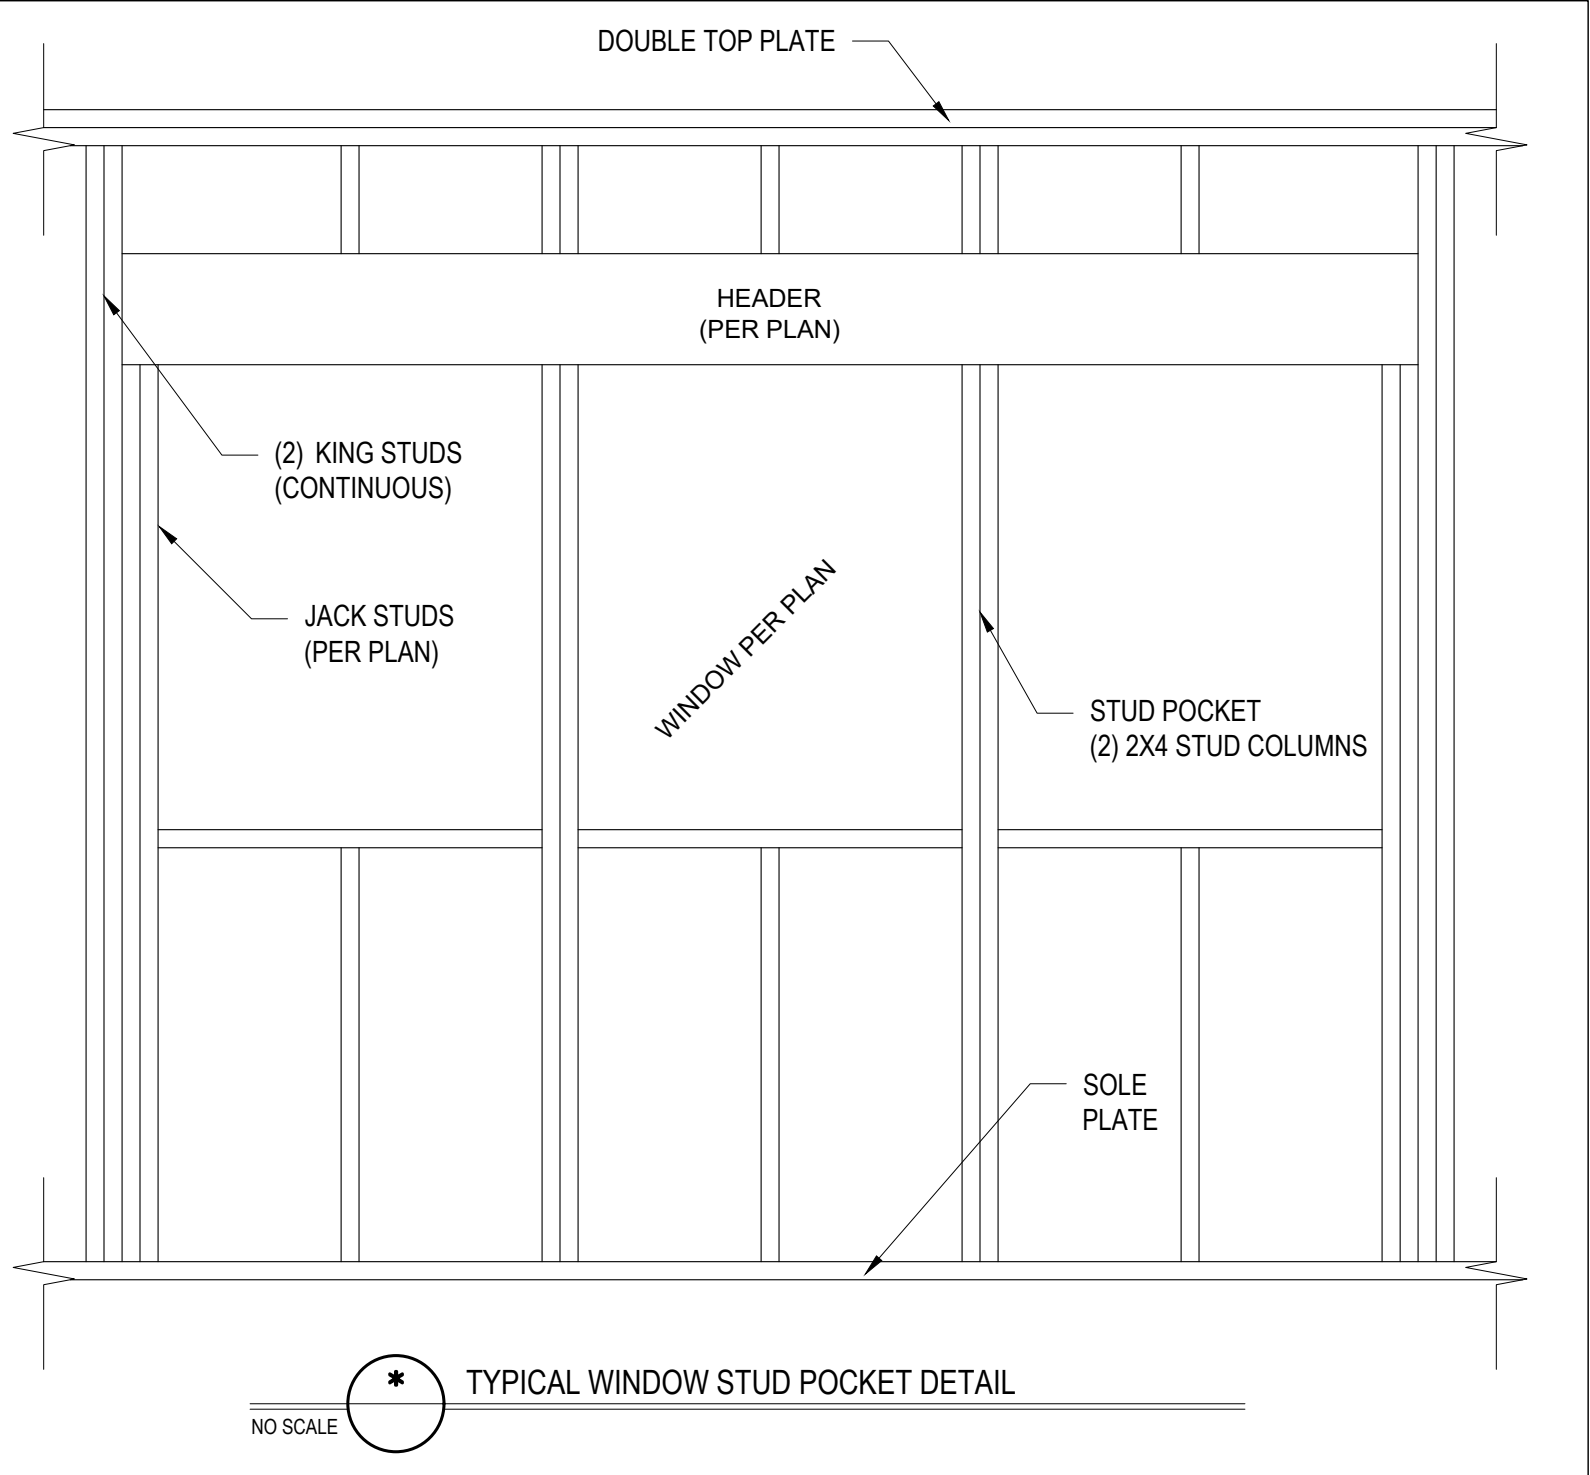 DOUBLE TOP PLATE
HEADER
(PER PLAN)
(2) KING STUDS
(CONTINUOUS)
JACK STUDS
(PER PLAN)
WINDOW PER PLAN
STUD POCKET
(2) 2X4 STUD COLUMNS
SOLE
PLATE
*
TYPICAL WINDOW STUD POCKET DETAIL
NO SCALE